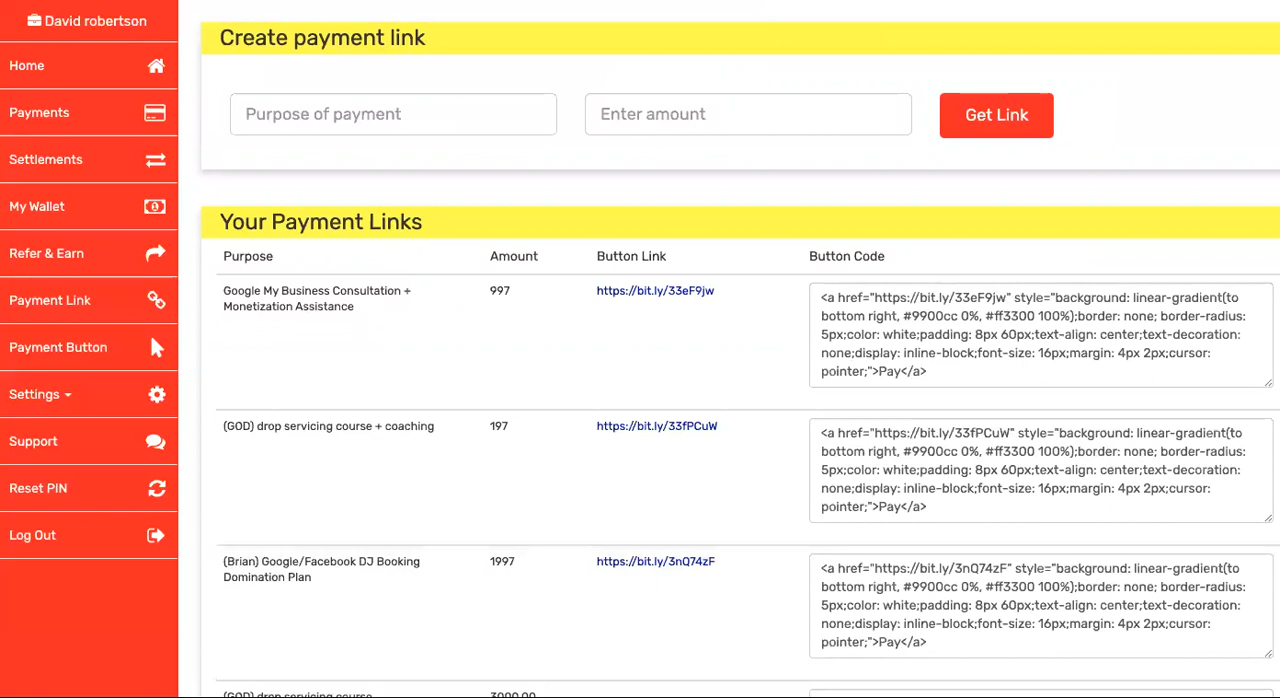 David robertson
Home
Payments
Settlements
My Wallet
Refer & Earn
Payment Link
Payment Button
Settings
Support
Reset PIN
Log Out
Create payment link
Purpose of payment
Enter amount
Get Link
Your Payment Links
Purpose Amount Button Link Button Code
Google My Business Consultation +
Monetization Assistance
997
https://bit.ly/33eF9jw
<a href="https://bit.ly/33eF9jw" style="background: linear-gradient(to
bottom right, #9900cc 0%, #ff3300 100%);border: none; border-radius:
5px;color: white;padding: 8px 60px;text-align: center;text-decoration:
none;display: inline-block;font-size: 16px;margin: 4px 2px;cursor:
pointer;">Pay</a>
(GOD) drop servicing course + coaching
197
https://bit.ly/33fPCuW
<a href="https://bit.ly/33fPCuW" style="background: linear-gradient(to
bottom right, #9900cc 0%, #ff3300 100%);border: none; border-radius:
5px;color: white;padding: 8px 60px;text-align: center;text-decoration:
none;display: inline-block;font-size: 16px;margin: 4px 2px;cursor:
pointer;">Pay</a>
(Brian) Google/Facebook DJ Booking
Domination Plan
1997
https://bit.ly/3nQ74zF
<a href="https://bit.ly/3nQ74zF" style="background: linear-gradient(to
bottom right, #9900cc 0%, #ff3300 100%);border: none; border-radius:
5px;color: white;padding: 8px 60px;text-align: center;text-decoration:
none;display: inline-block;font-size: 16px;margin: 4px 2px;cursor:
pointer;">Pay</a>
(GOD) drop servicing course
3000.00